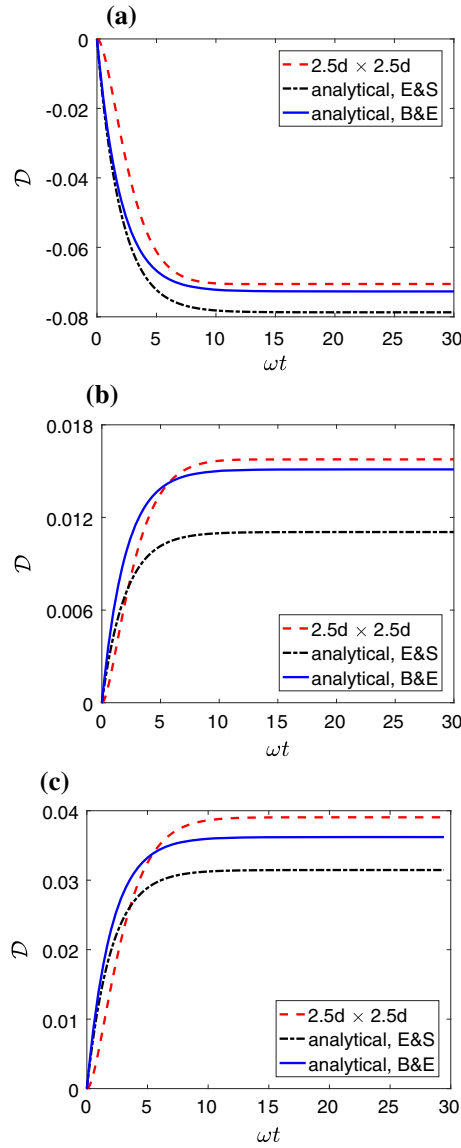 (a)
0
-0.02
-0.04
-0.06
-0.08
𝒟
2.5d × 2.5d
analytical, E&S
analytical, B&E
0 5 10 15 20 25 30
ωt
(b)
0.018
0.012
0.006
0
𝒟
2.5d × 2.5d
analytical, E&S
analytical, B&E
0 5 10 15 20 25 30
ωt
(c)
0.04
0.03
0.02
0.01
0
𝒟
2.5d × 2.5d
analytical, E&S
analytical, B&E
0 5 10 15 20 25 30
ωt